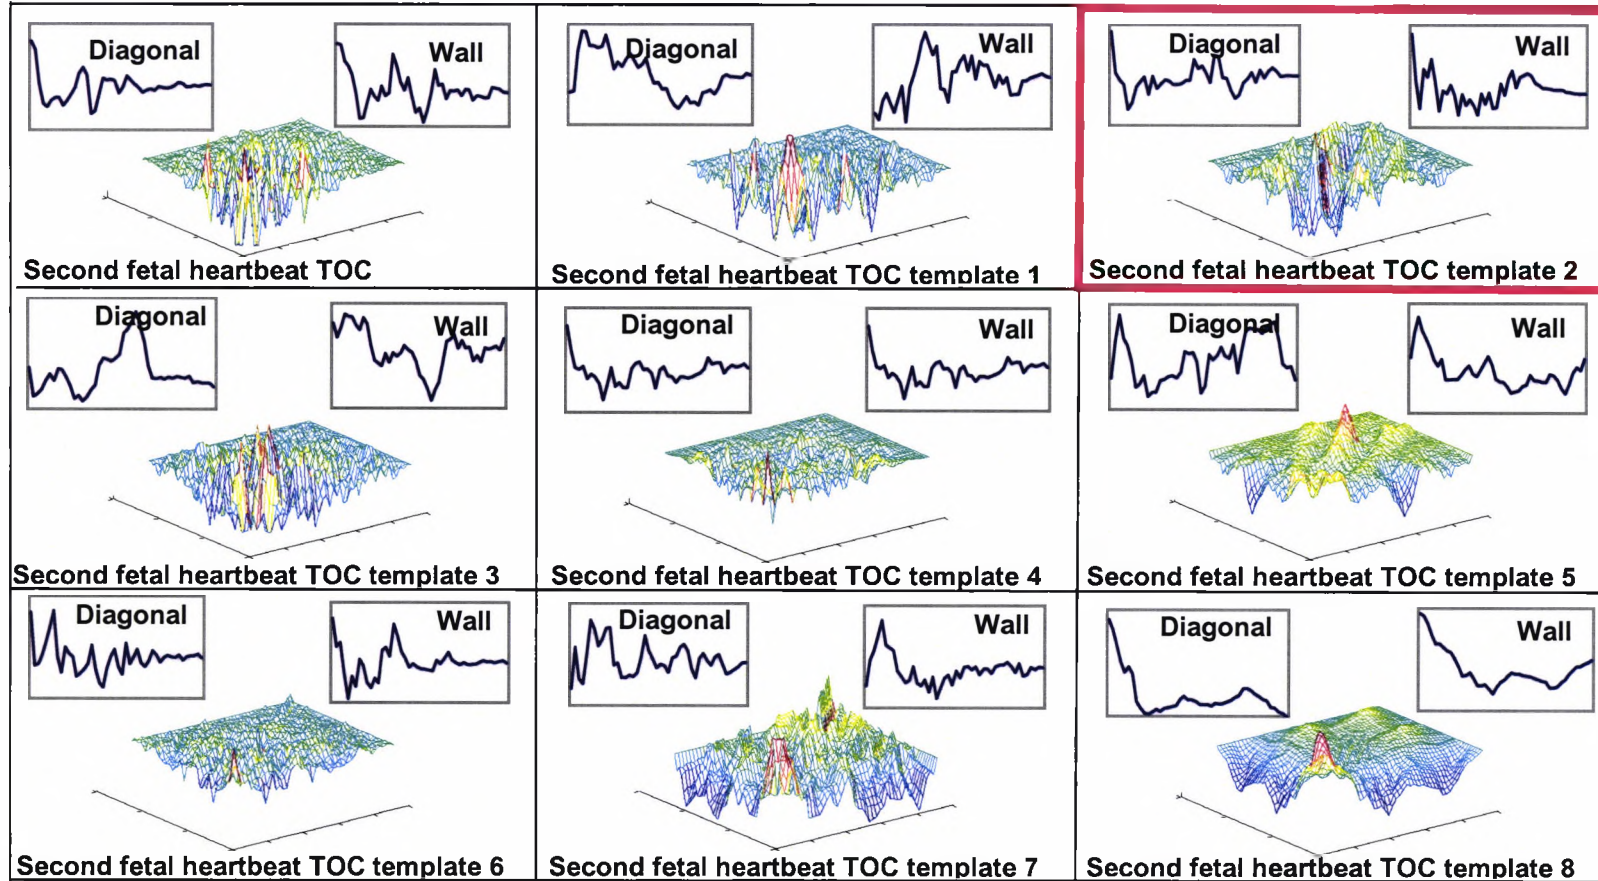 Diagonal
Wall
Second fetal heartbeat TOC
Diagonal
Wall
Second fetal heartbeat TOC template 1
Diagonal
Wall
Second fetal heartbeat TOC template 2
Diagonal
Wall
Second fetal heartbeat TOC template 3
Diagonal
Wall
Second fetal heartbeat TOC template 4
Diagonal
Wall
Second fetal heartbeat TOC template 5
Diagonal
Wall
Second fetal heartbeat TOC template 6
Diagonal
Wall
Second fetal heartbeat TOC template 7
Diagonal
Wall
Second fetal heartbeat TOC template 8